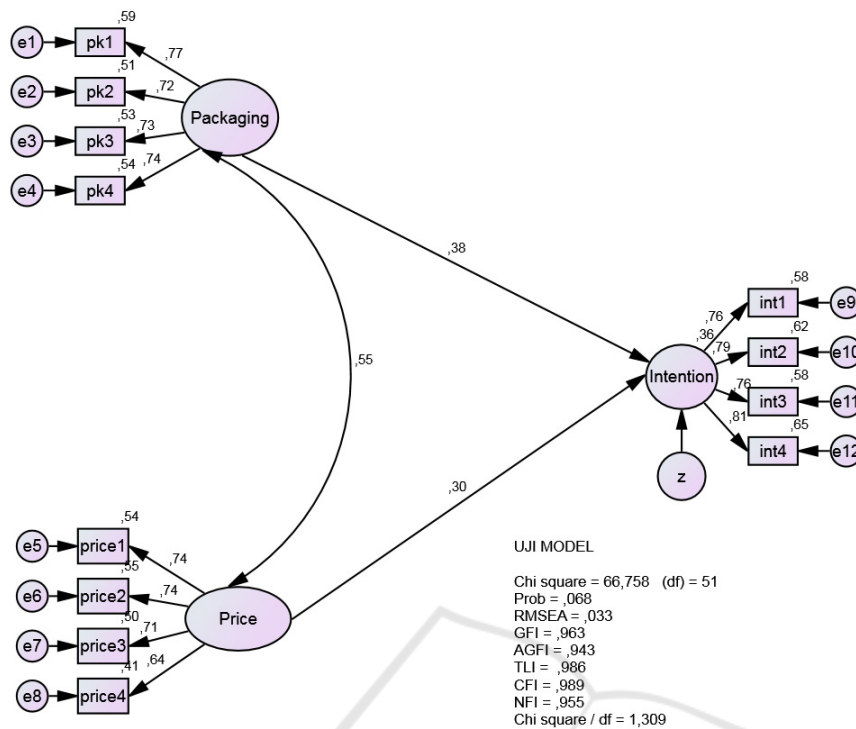 ,59
e1 pk1
,77
,51
e2 pk2
,72
Packaging
,53
e3 pk3
,73
,54
,74
e4 pk4
,38
,58
int1 e9
,76
,36
,62
,79
int2 e10
Intention
,58
,76
int3 e11
,81
,65
int4 e12
z
,55
,30
,54
e5 price1
,74
,55
e6 price2
,74
Price
,50
e7 price3
,71
,41
,64
e8 price4
UJI MODEL
Chi square = 66,758 (df) = 51
Prob = ,068
RMSEA = ,033
GFI = ,963
AGFI = ,943
TLI = ,986
CFI = ,989
NFI = ,955
Chi square / df = 1,309